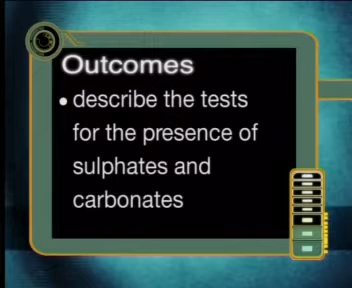 Outcomes
• describe the tests
for the presence of
sulphates and
carbonates